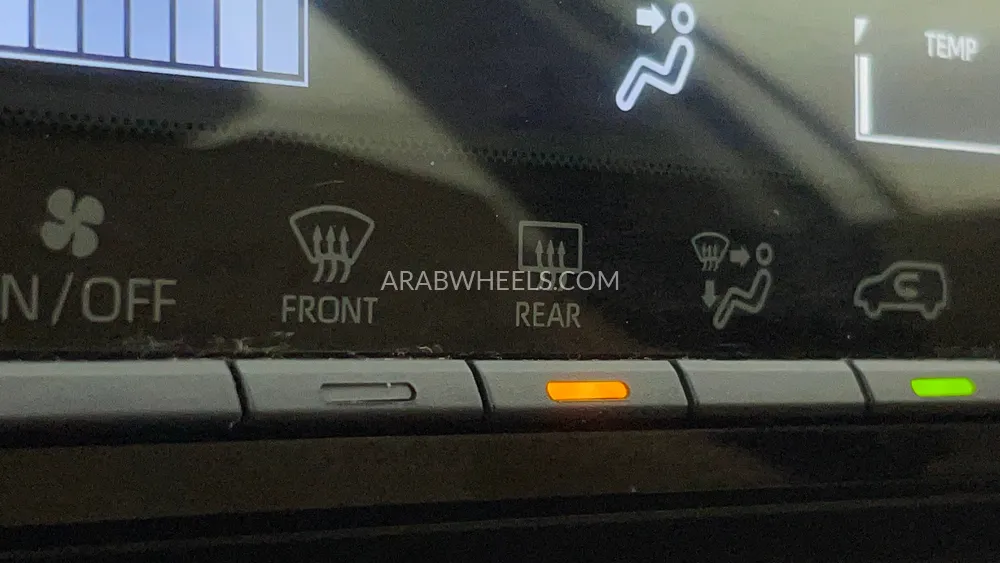 TEMP
N/OFF
FRONT
REAR
ARABWHEELS.COM